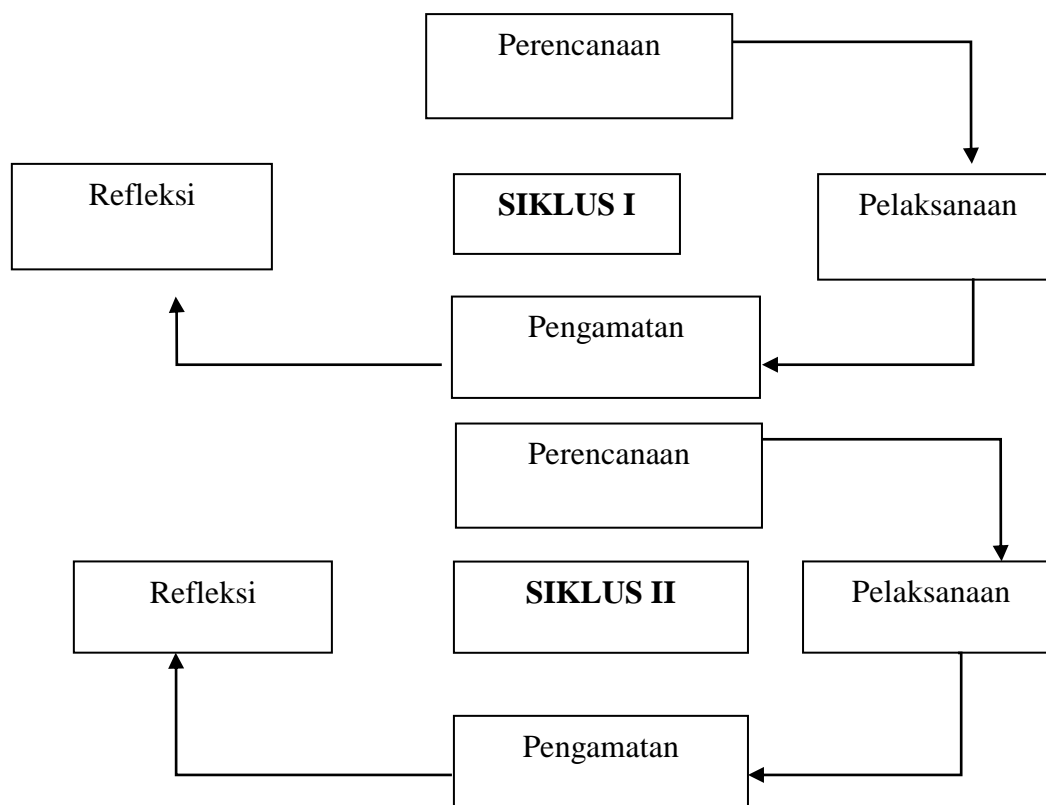 Perencanaan
Refleksi
SIKLUS I
Pelaksanaan
Pengamatan
Perencanaan
Refleksi
SIKLUS II
Pelaksanaan
Pengamatan